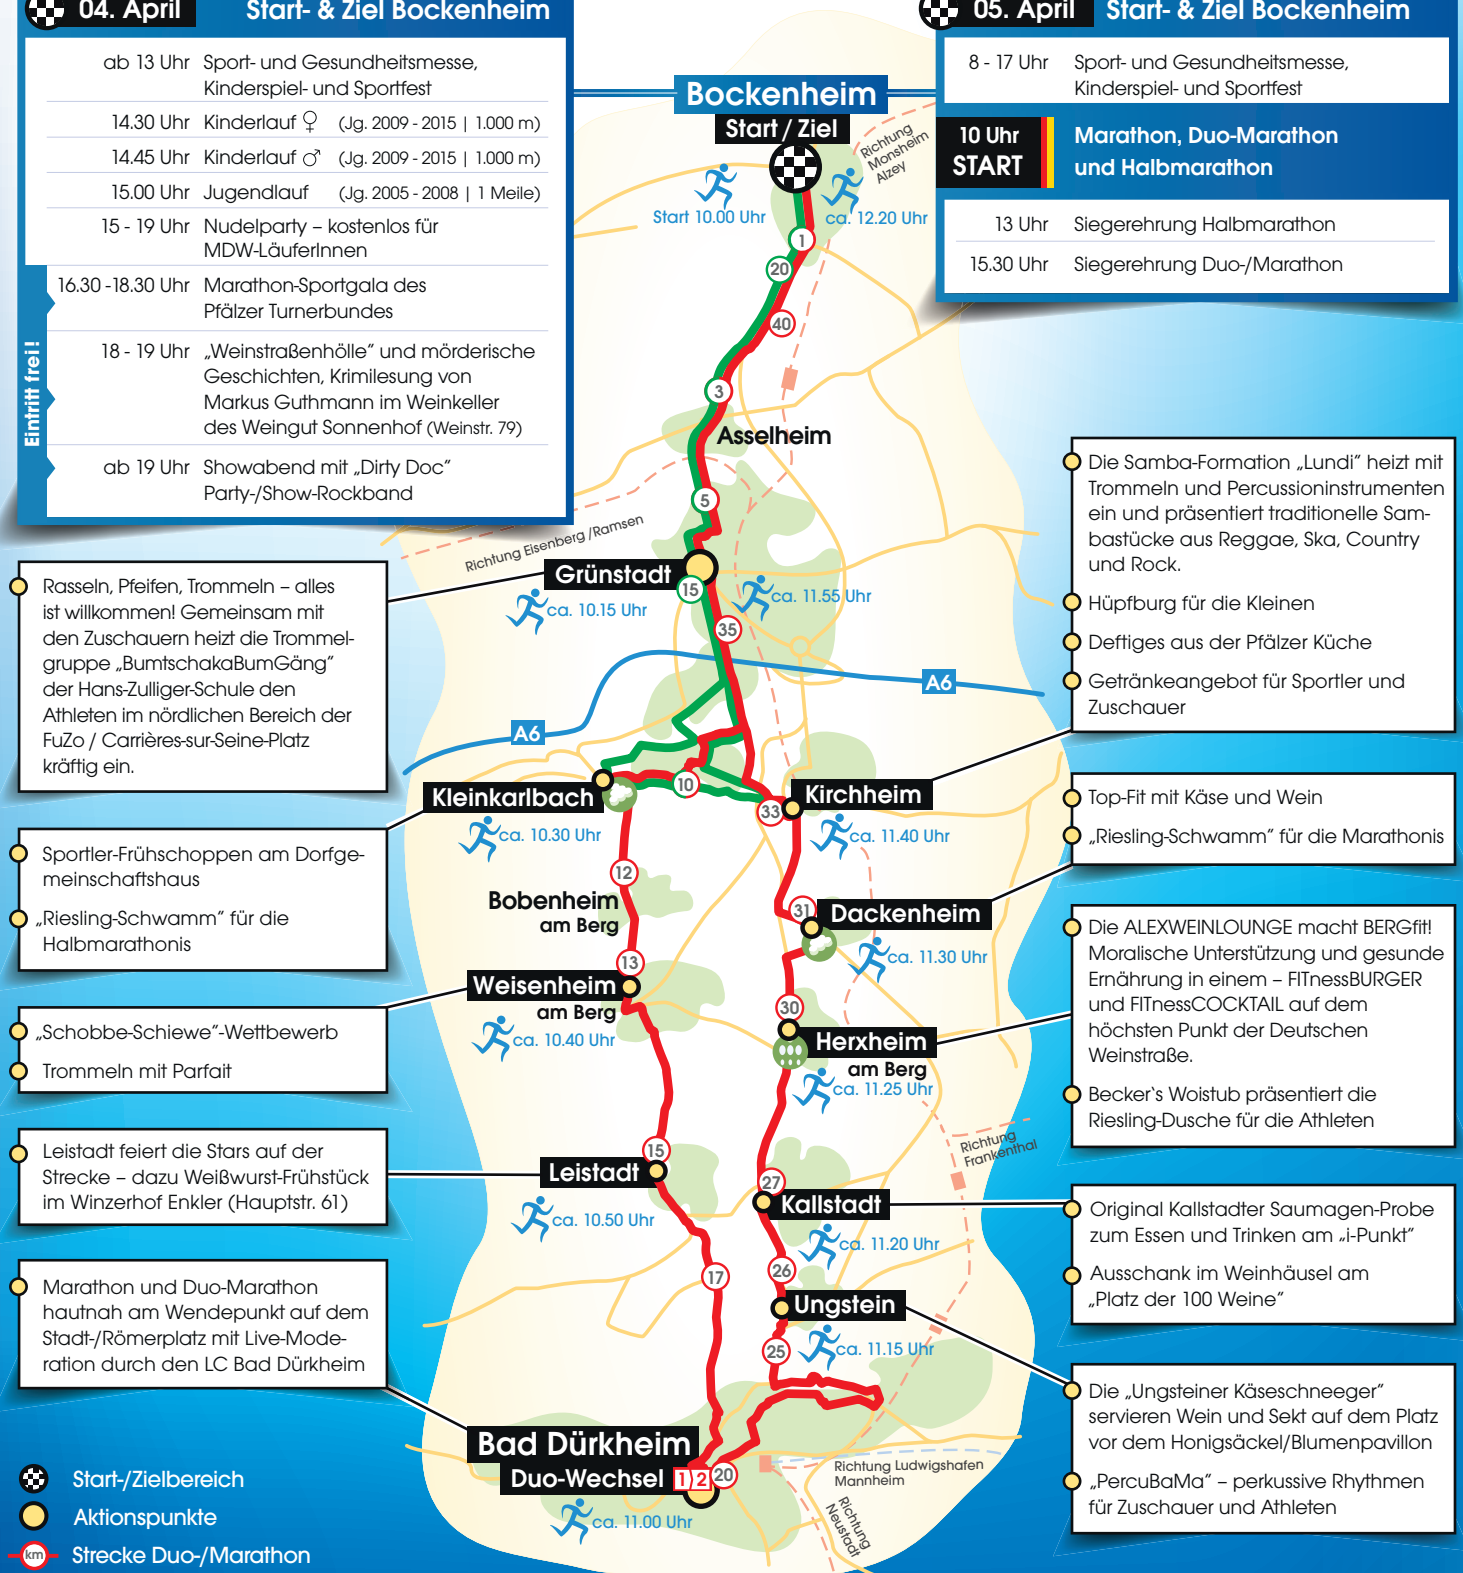 04. April Start- & Ziel Bockenheim
ab 13 Uhr Sport- und Gesundheitsmesse,
Kinderspiel- und Sportfest
14.30 Uhr Kinderlauf ♀ (Jg. 2009 - 2015 | 1.000 m)
14.45 Uhr Kinderlauf ♂ (Jg. 2009 - 2015 | 1.000 m)
15.00 Uhr Jugendlauf (Jg. 2005 - 2008 | 1 Meile)
15 - 19 Uhr Nudelparty – kostenlos für
MDW-LäuferInnen
Eintritt frei!
16.30 -18.30 Uhr Marathon-Sportgala des
Pfälzer Turnerbundes
18 - 19 Uhr „Weinstraßenhölle” und mörderische
Geschichten, Krimilesung von
Markus Guthmann im Weinkeller
des Weingut Sonnenhof (Weinstr. 79)
ab 19 Uhr Showabend mit „Dirty Doc”
Party-/Show-Rockband
05. April Start- & Ziel Bockenheim
8 - 17 Uhr Sport- und Gesundheitsmesse,
Kinderspiel- und Sportfest
10 Uhr Marathon, Duo-Marathon
START und Halbmarathon
13 Uhr Siegerehrung Halbmarathon
15.30 Uhr Siegerehrung Duo-/Marathon
Bockenheim
Start / Ziel
Richtung
Monsheim
Alzey
Start 10.00 Uhr
ca. 12.20 Uhr
1
20
40
3
Asselheim
5
Richtung Eisenberg /Ramsen
Grünstadt
15
ca. 10.15 Uhr
ca. 11.55 Uhr
35
A6
A6
Kleinkarlbach
10
33
Kirchheim
ca. 10.30 Uhr
ca. 11.40 Uhr
12
Bobenheim
am Berg
31
Dackenheim
ca. 11.30 Uhr
13
Weisenheim
am Berg
ca. 10.40 Uhr
30
Herxheim
am Berg
ca. 11.25 Uhr
Richtung
Frankenthal
15
Leistadt
ca. 10.50 Uhr
27
Kallstadt
ca. 11.20 Uhr
17
26
Ungstein
25
ca. 11.15 Uhr
Bad Dürkheim
Duo-Wechsel 1 2
20
ca. 11.00 Uhr
Richtung Ludwigshafen
Mannheim
Richtung
Neustadt
Rasseln, Pfeifen, Trommeln – alles
ist willkommen! Gemeinsam mit
den Zuschauern heizt die Trommel-
gruppe „BumtschakaBumGäng”
der Hans-Zulliger-Schule den
Athleten im nördlichen Bereich der
FuZo / Carrières-sur-Seine-Platz
kräftig ein.
Sportler-Frühschoppen am Dorfge-
meinschaftshaus
„Riesling-Schwamm” für die
Halbmarathonis
„Schobbe-Schiewe”-Wettbewerb
Trommeln mit Parfait
Leistadt feiert die Stars auf der
Strecke – dazu Weißwurst-Frühstück
im Winzerhof Enkler (Hauptstr. 61)
Marathon und Duo-Marathon
hautnah am Wendepunkt auf dem
Stadt-/Römerplatz mit Live-Mode-
ration durch den LC Bad Dürkheim
Die Samba-Formation „Lundi” heizt mit
Trommeln und Percussioninstrumenten
ein und präsentiert traditionelle Sam-
bastücke aus Reggae, Ska, Country
und Rock.
Hüpfburg für die Kleinen
Deftiges aus der Pfälzer Küche
Getränkeangebot für Sportler und
Zuschauer
Top-Fit mit Käse und Wein
„Riesling-Schwamm” für die Marathonis
Die ALEXWEINLOUNGE macht BERGfit!
Moralische Unterstützung und gesunde
Ernährung in einem – FITnessBURGER
und FITnessCOCKTAIL auf dem
höchsten Punkt der Deutschen
Weinstraße.
Becker`s Woistub präsentiert die
Riesling-Dusche für die Athleten
Original Kallstadter Saumagen-Probe
zum Essen und Trinken am „i-Punkt”
Ausschank im Weinhäusel am
„Platz der 100 Weine”
Die „Ungsteiner Käseschneeger”
servieren Wein und Sekt auf dem Platz
vor dem Honigsäckel/Blumenpavillon
„PercuBaMa” – perkussive Rhythmen
für Zuschauer und Athleten
Start-/Zielbereich
Aktionspunkte
km Strecke Duo-/Marathon